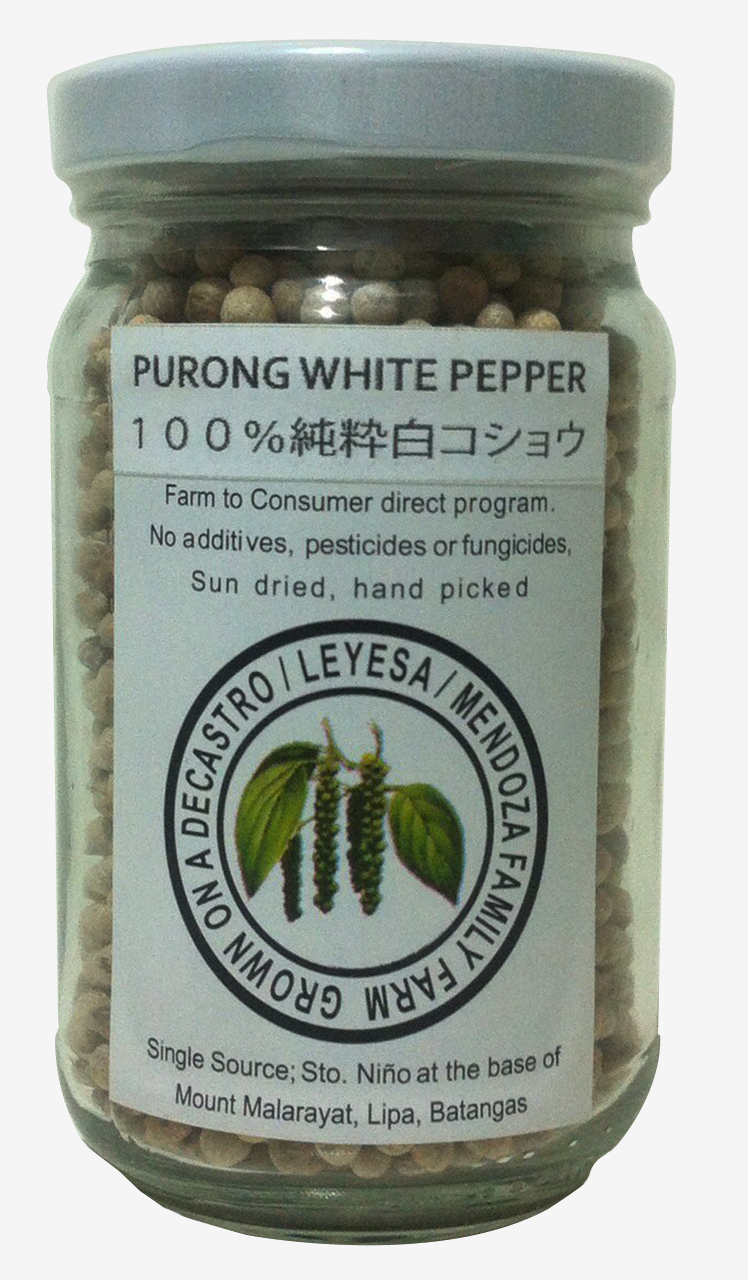 PURONG WHITE PEPPER
１００％純粋白コショウ
Farm to Consumer direct program.
No additives, pesticides or fungicides,
Sun dried, hand picked
GROWN ON A DECASTRO / LEYESA / MENDOZA FAMILY FARM
Single Source; Sto. Niño at the base of
Mount Malarayat, Lipa, Batangas